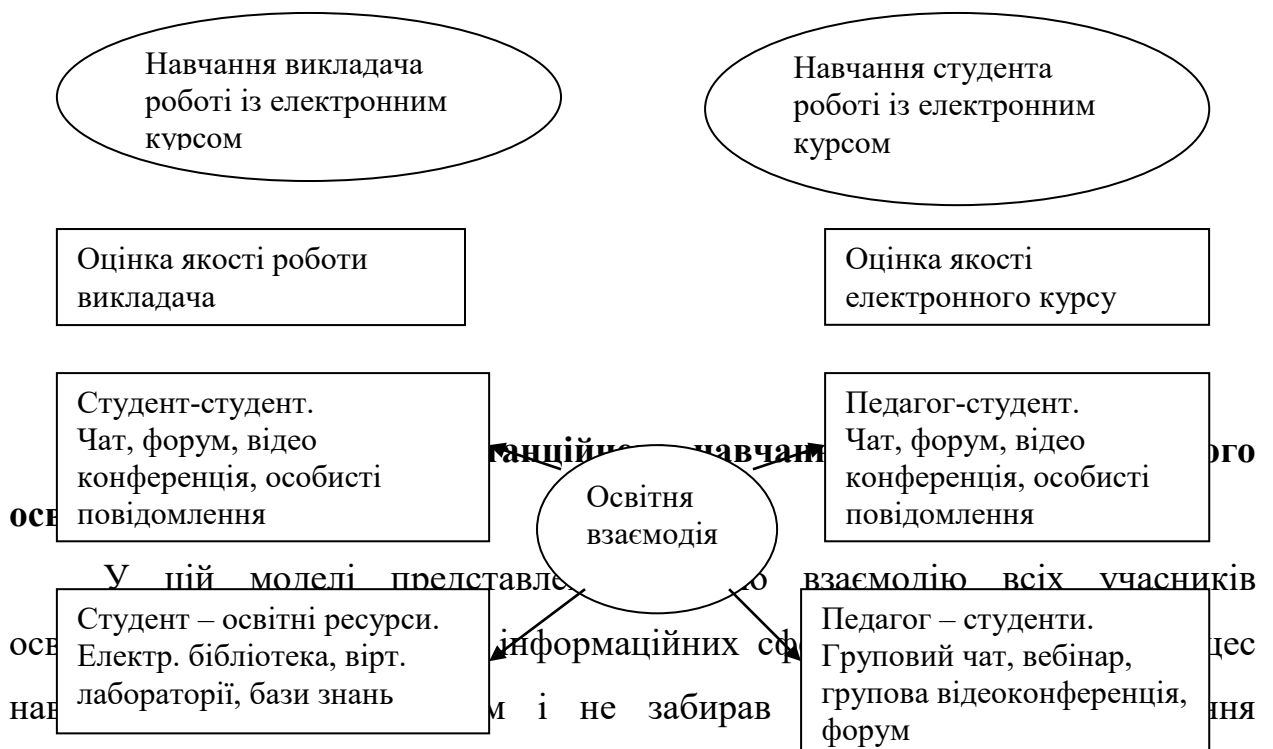 Навчання викладача
роботі із електронним
курсом
Навчання студента
роботі із електронним
курсом
Оцінка якості роботи
викладача
Оцінка якості
електронного курсу
Студент-студент.
Чат, форум, відео
конференція, особисті
повідомлення
Педагог-студент.
Чат, форум, відео
конференція, особисті
повідомлення
Освітня
взаємодія
У цій моделі взаємодію всіх учасників
Студент – освітні ресурси.
Електр. бібліотека, вірт.
лабораторії, бази знань
Педагог – студенти.
Груповий чат, вебінар,
групова відеоконференція,
форум
інформаційних
і не забирав